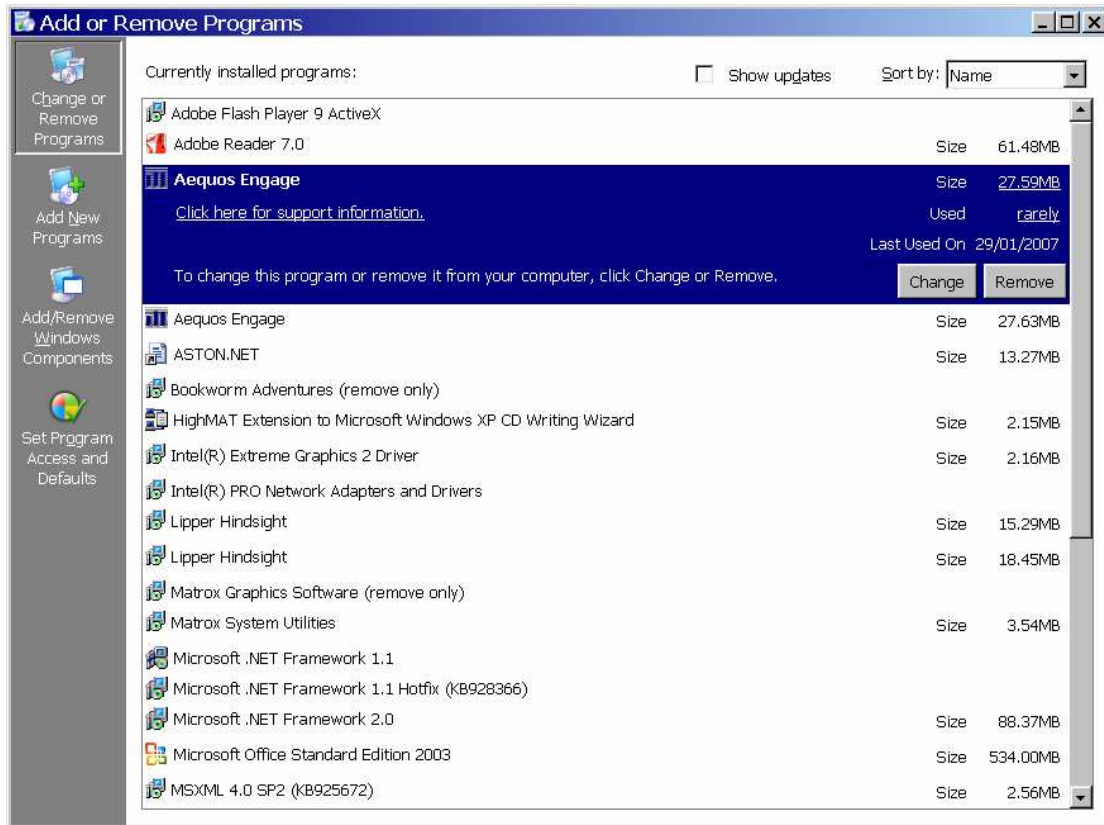 Add or Remove Programs
Change or
Remove
Programs
Add New
Programs
Add/Remove
Windows
Components
Set Program
Access and
Defaults
Currently installed programs:
Show updates
Sort by: Name
Adobe Flash Player 9 ActiveX
Adobe Reader 7.0 Size 61.48MB
Aequos Engage Size 27.59MB
Click here for support information. Used rarely
Last Used On 29/01/2007
To change this program or remove it from your computer, click Change or Remove. Change Remove
Aequos Engage Size 27.63MB
ASTON.NET Size 13.27MB
Bookworm Adventures (remove only)
HighMAT Extension to Microsoft Windows XP CD Writing Wizard Size 2.15MB
Intel(R) Extreme Graphics 2 Driver Size 2.16MB
Intel(R) PRO Network Adapters and Drivers
Lipper Hindsight Size 15.29MB
Lipper Hindsight Size 18.45MB
Matrox Graphics Software (remove only)
Matrox System Utilities Size 3.54MB
Microsoft .NET Framework 1.1
Microsoft .NET Framework 1.1 Hotfix (KB928366)
Microsoft .NET Framework 2.0 Size 88.37MB
Microsoft Office Standard Edition 2003 Size 534.00MB
MSXML 4.0 SP2 (KB925672) Size 2.56MB